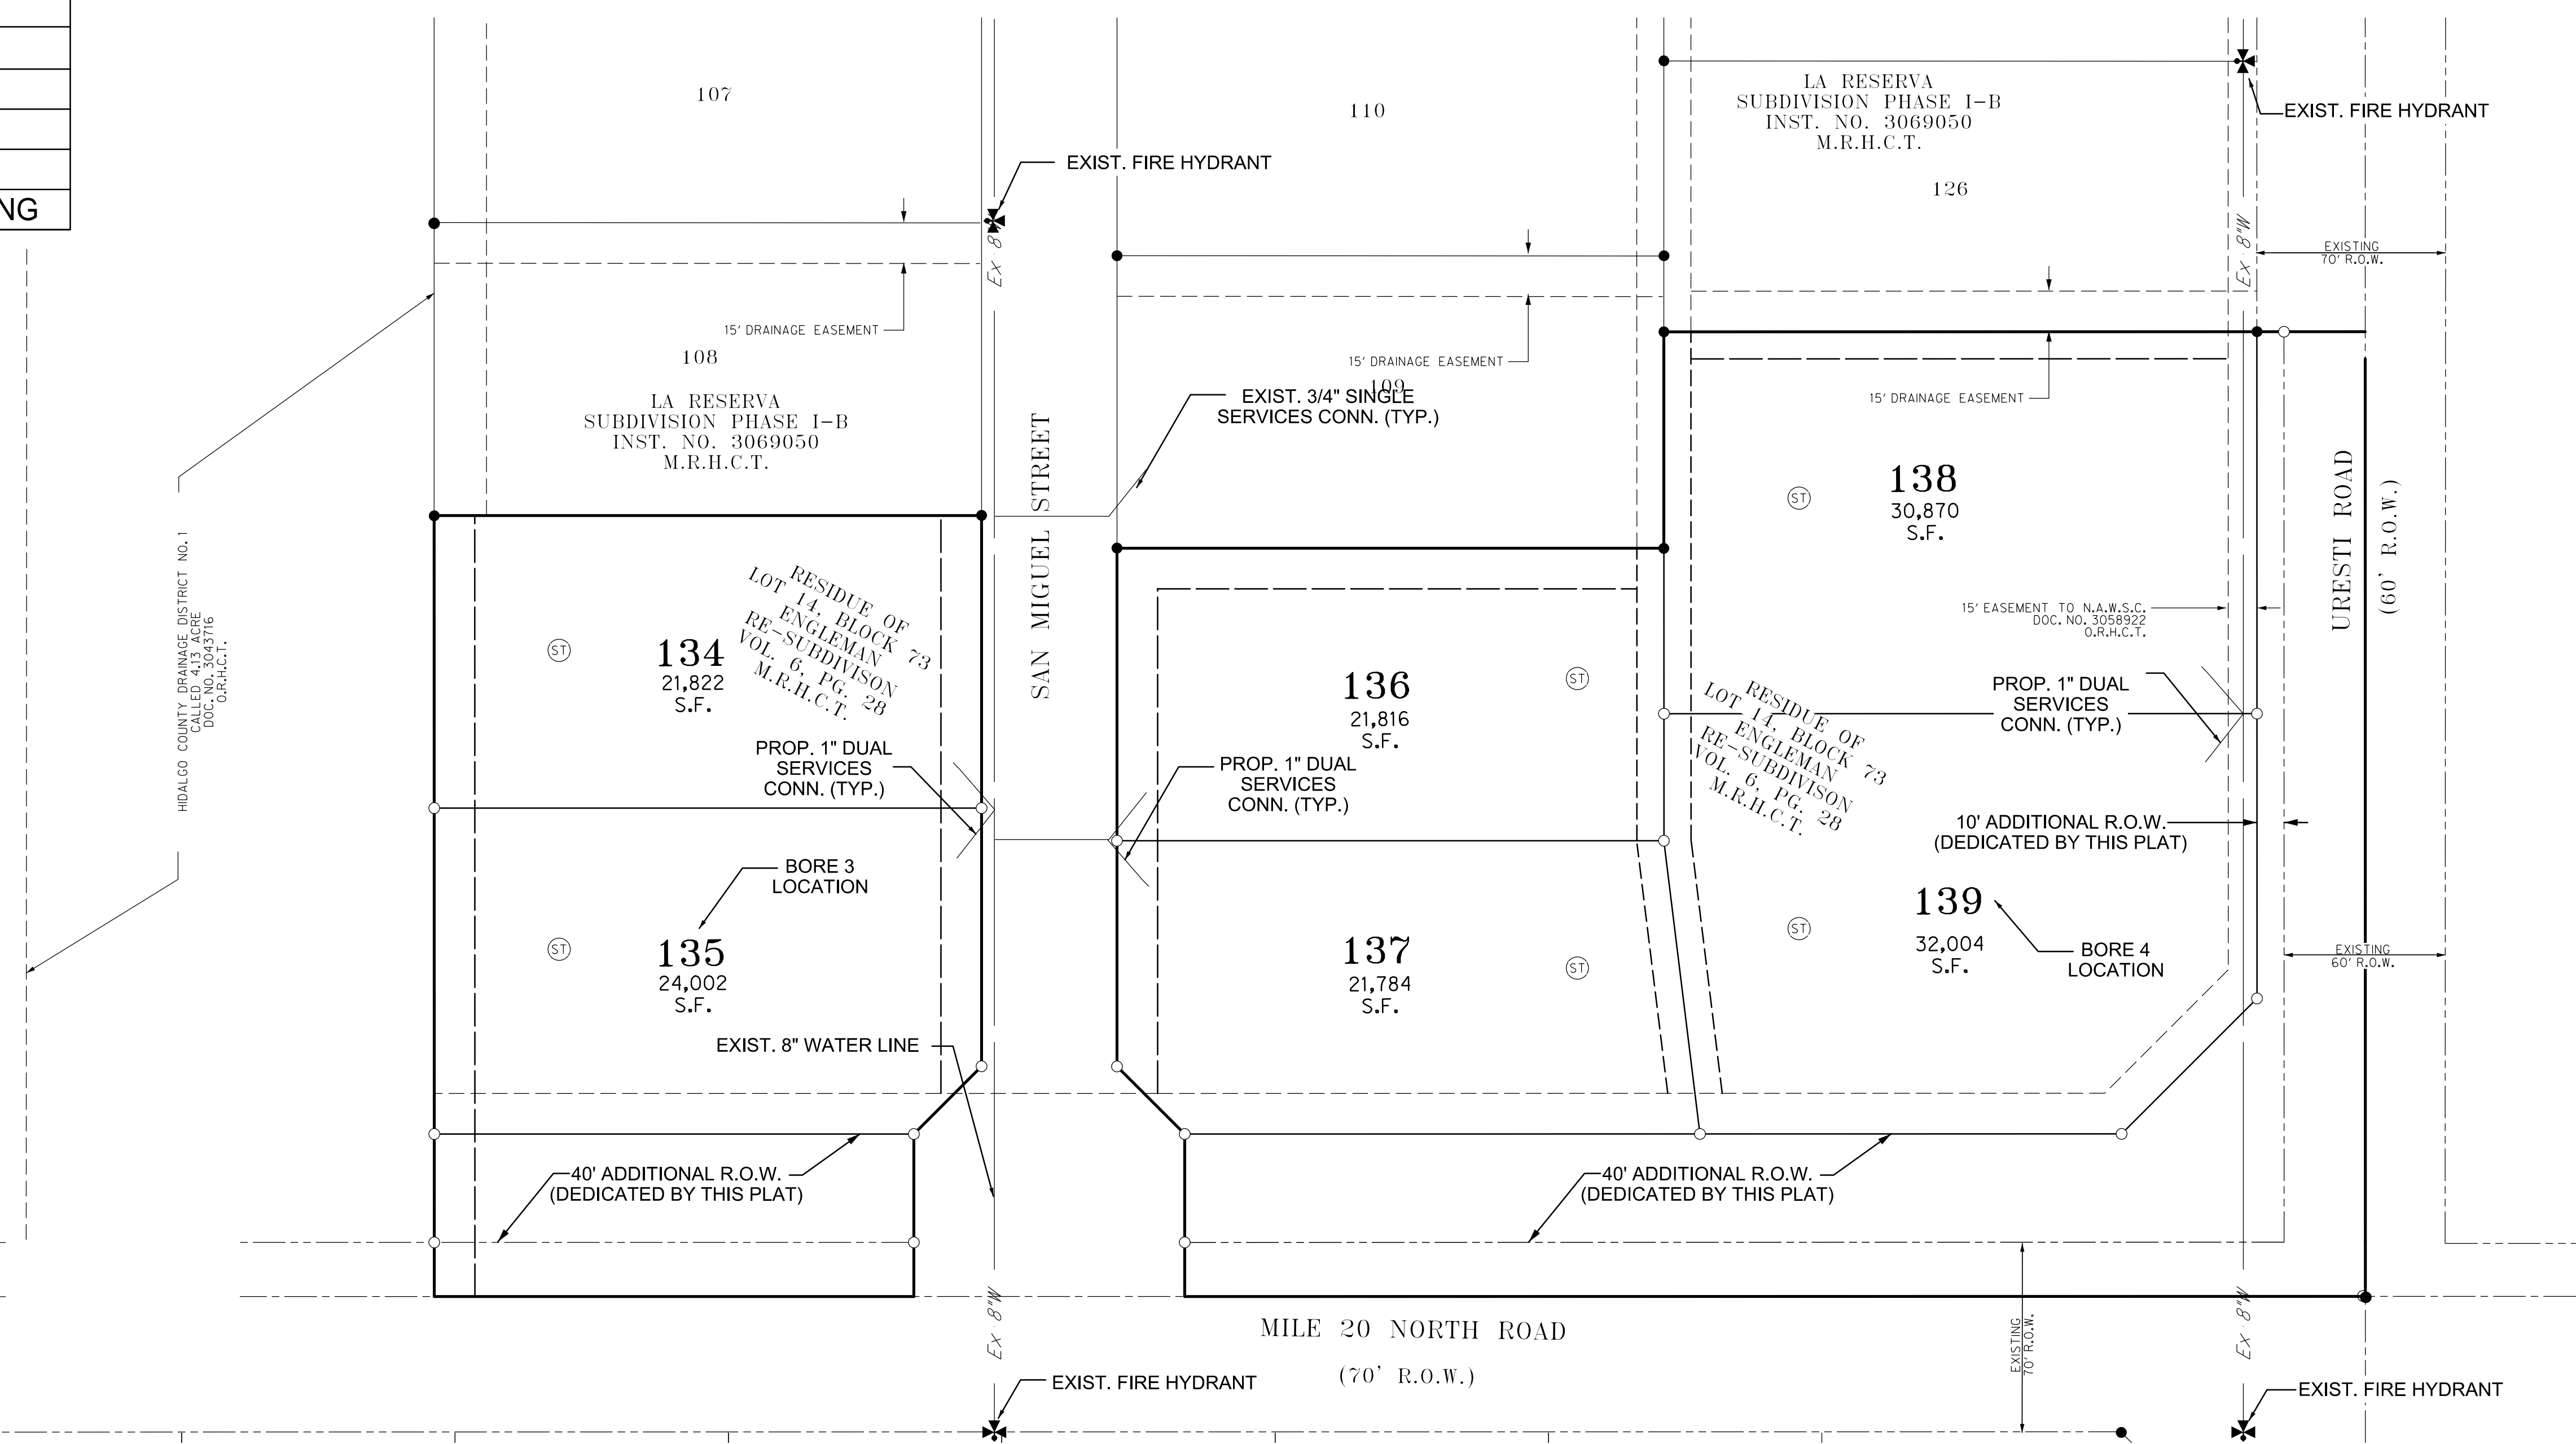 NG
107
110
LA RESERVA
SUBDIVISION PHASE I-B
INST. NO. 3069050
M.R.H.C.T.
126
EXIST. FIRE HYDRANT
EXIST. FIRE HYDRANT
Ex 8"W
Ex 8"W
EXISTING
70' R.O.W.
15' DRAINAGE EASEMENT
108
LA RESERVA
SUBDIVISION PHASE I-B
INST. NO. 3069050
M.R.H.C.T.
15' DRAINAGE EASEMENT
109
EXIST. 3/4" SINGLE
SERVICES CONN. (TYP.)
15' DRAINAGE EASEMENT
SAN MIGUEL STREET
138
30,870
S.F.
ST
URESTI ROAD
(60' R.O.W.)
HIDALGO COUNTY DRAINAGE DISTRICT NO. 1
CALLED 4.13 ACRE
DOC. NO. 3043716
O.R.H.C.T.
RESIDUE OF
LOT 14, BLOCK 73
ENGLEMAN
RE-SUBDIVISON
VOL. 6, PG. 28
M.R.H.C.T.
ST
134
21,822
S.F.
15' EASEMENT TO N.A.W.S.C.
DOC. NO. 3058922
O.R.H.C.T.
136
21,816
S.F.
ST
RESIDUE OF
LOT 14, BLOCK 73
ENGLEMAN
RE-SUBDIVISON
VOL. 6, PG. 28
M.R.H.C.T.
PROP. 1" DUAL
SERVICES
CONN. (TYP.)
PROP. 1" DUAL
SERVICES
CONN. (TYP.)
PROP. 1" DUAL
SERVICES
CONN. (TYP.)
10' ADDITIONAL R.O.W.
(DEDICATED BY THIS PLAT)
BORE 3
LOCATION
ST
135
24,002
S.F.
137
21,784
S.F.
ST
ST
139
32,004
S.F.
BORE 4
LOCATION
EXISTING
60' R.O.W.
EXIST. 8" WATER LINE
40' ADDITIONAL R.O.W.
(DEDICATED BY THIS PLAT)
40' ADDITIONAL R.O.W.
(DEDICATED BY THIS PLAT)
Ex 8"W
MILE 20 NORTH ROAD
(70' R.O.W.)
EXISTING
70' R.O.W.
Ex 8"W
EXIST. FIRE HYDRANT
EXIST. FIRE HYDRANT